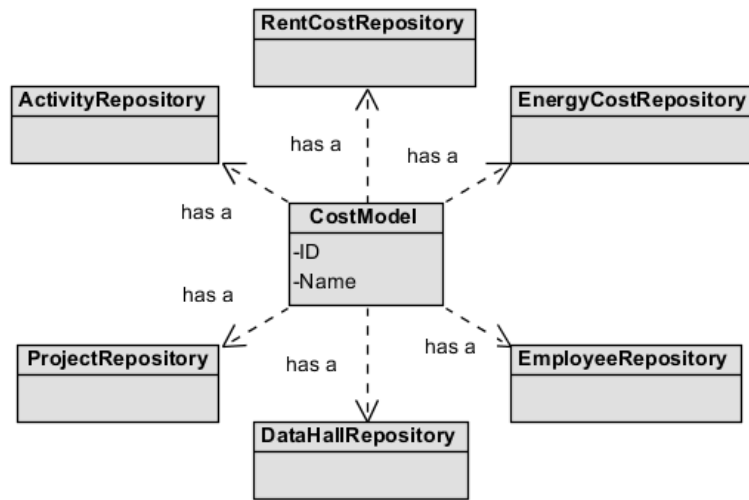 RentCostRepository
ActivityRepository
EnergyCostRepository
has a
has a
has a
CostModel
-ID
-Name
has a
has a
has a
ProjectRepository
EmployeeRepository
DataHallRepository